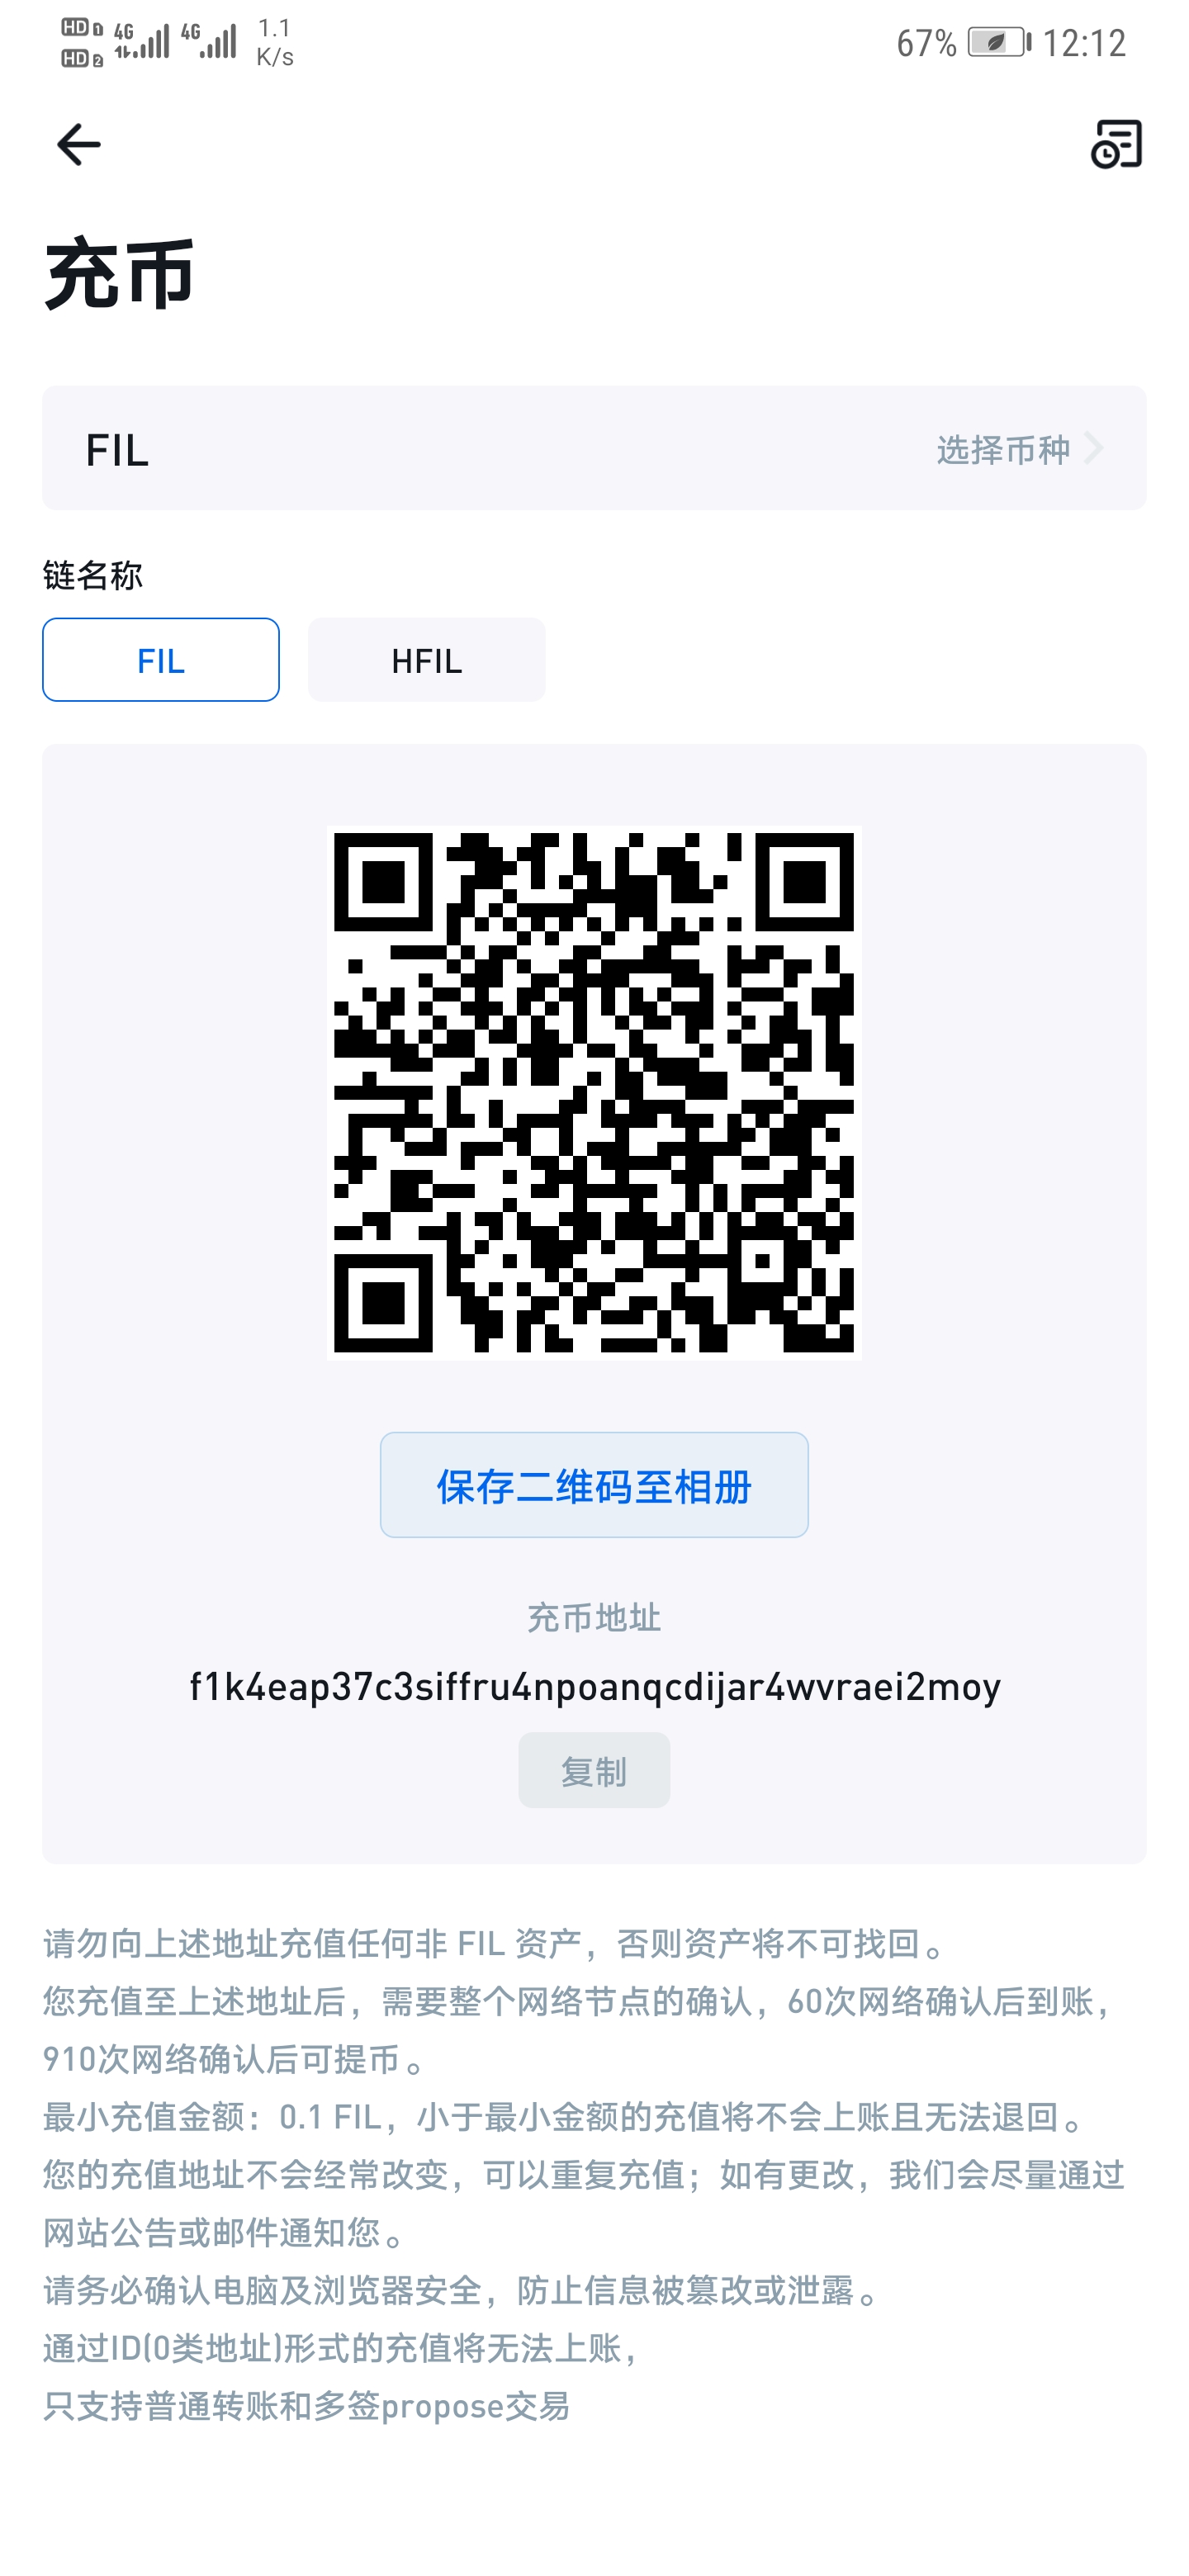 HD 1 4G 4G 1.1
HD 2 K/s
67% 12:12
充币
FIL 选择币种
链名称
FIL HFIL
保存二维码至相册
充币地址
f1k4eap37c3siffru4npoanqcdijar4wvraei2moy
复制
请勿向上述地址充值任何非 FIL 资产，否则资产将不可找回。
您充值至上述地址后，需要整个网络节点的确认，60次网络确认后到账，
910次网络确认后可提币。
最小充值金额：0.1 FIL，小于最小金额的充值将不会上账且无法退回。
您的充值地址不会经常改变，可以重复充值；如有更改，我们会尽量通过
网站公告或邮件通知您。
请务必确认电脑及浏览器安全，防止信息被篡改或泄露。
通过ID(0类地址)形式的充值将无法上账，
只支持普通转账和多签propose交易